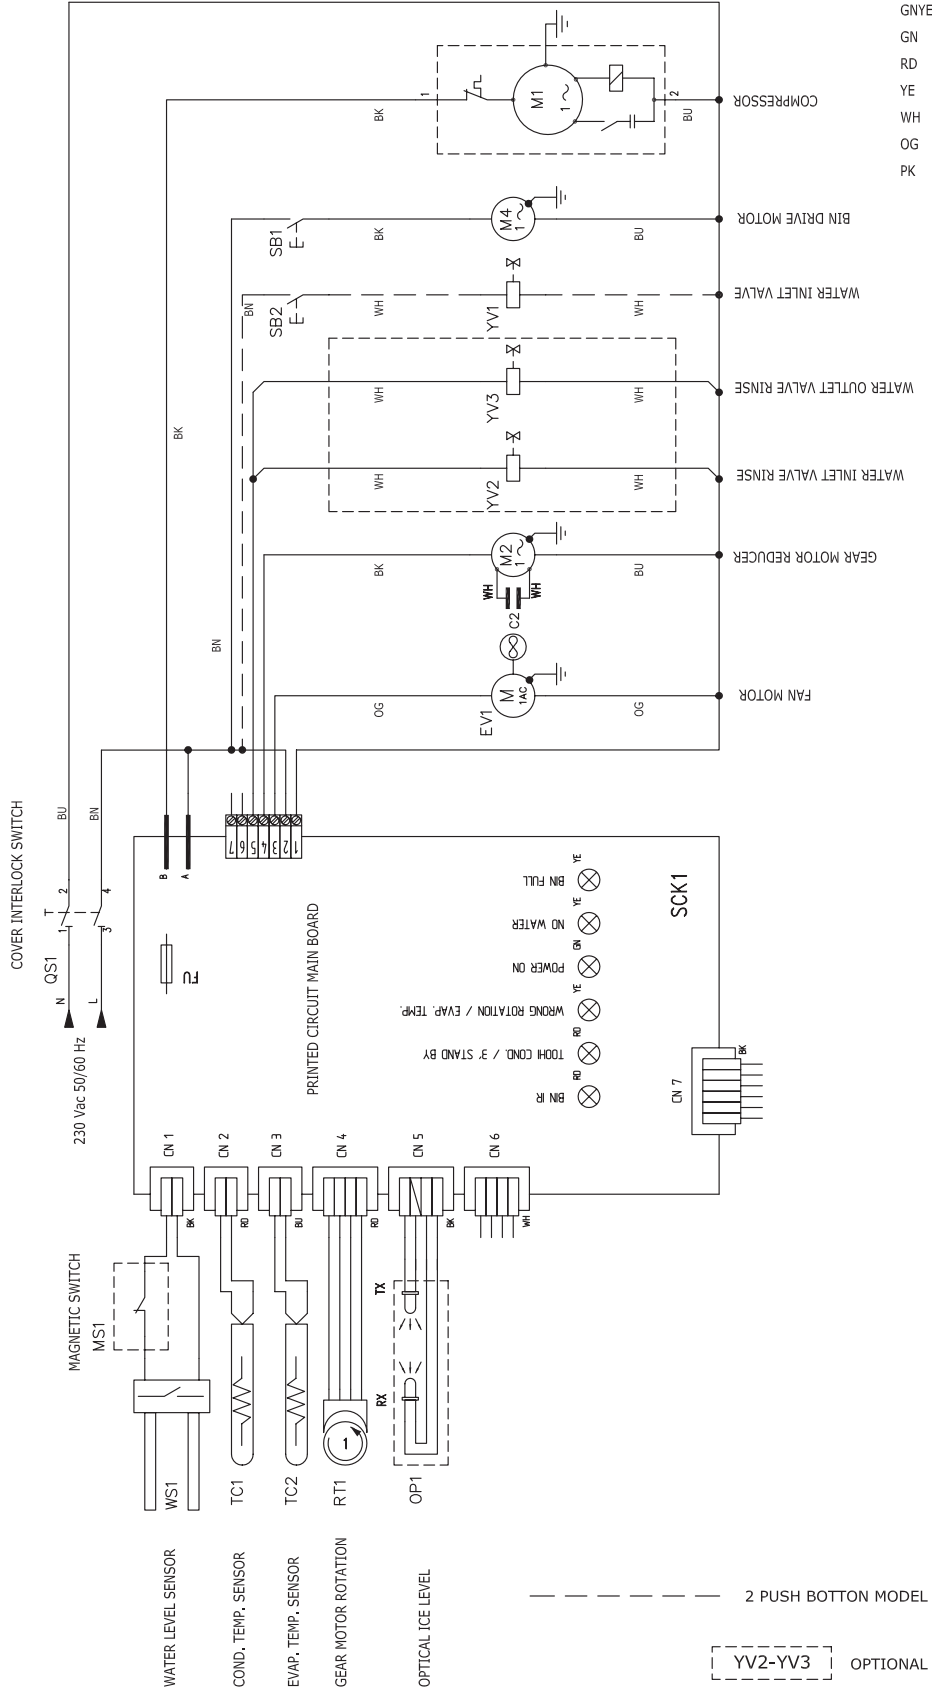 GNYE
GN
RD
YE
WH
OG
PK
COMPRESSOR
1
BK
M1
1~
2
BU
BIN DRIVE MOTOR
SB1
BK
M4
1~
BU
WATER INLET VALVE
BN
SB2
WH
YV1
WH
WATER OUTLET VALVE RINSE
WH
YV3
WH
WATER INLET VALVE RINSE
WH
YV2
WH
GEAR MOTOR REDUCER
BK
M2
1~
WH
WH
C2
BU
FAN MOTOR
OG
EV1
M
1AC
OG
BK
BN
COVER INTERLOCK SWITCH
QS1
BU
BN
1
2
3
4
N
L
230 Vac 50/60 Hz
B
A
FU
7
6
5
4
3
2
1
PRINTED CIRCUIT MAIN BOARD
SCK1
BIN FULL
YE
NO WATER
YE
POWER ON
GN
WRONG ROTATION / EVAP. TEMP.
YE
TOOHI COND. / 3' STAND BY
RD
BIN IR
RD
CN 7
BK
CN 1
BK
CN 2
RD
CN 3
BU
CN 4
RD
CN 5
BK
CN 6
WH
MAGNETIC SWITCH
MS1
WS1
TC1
TC2
RT1
1
OP1
TX
RX
WATER LEVEL SENSOR
COND. TEMP. SENSOR
EVAP. TEMP. SENSOR
GEAR MOTOR ROTATION
OPTICAL ICE LEVEL
2 PUSH BOTTON MODEL
YV2-YV3
OPTIONAL